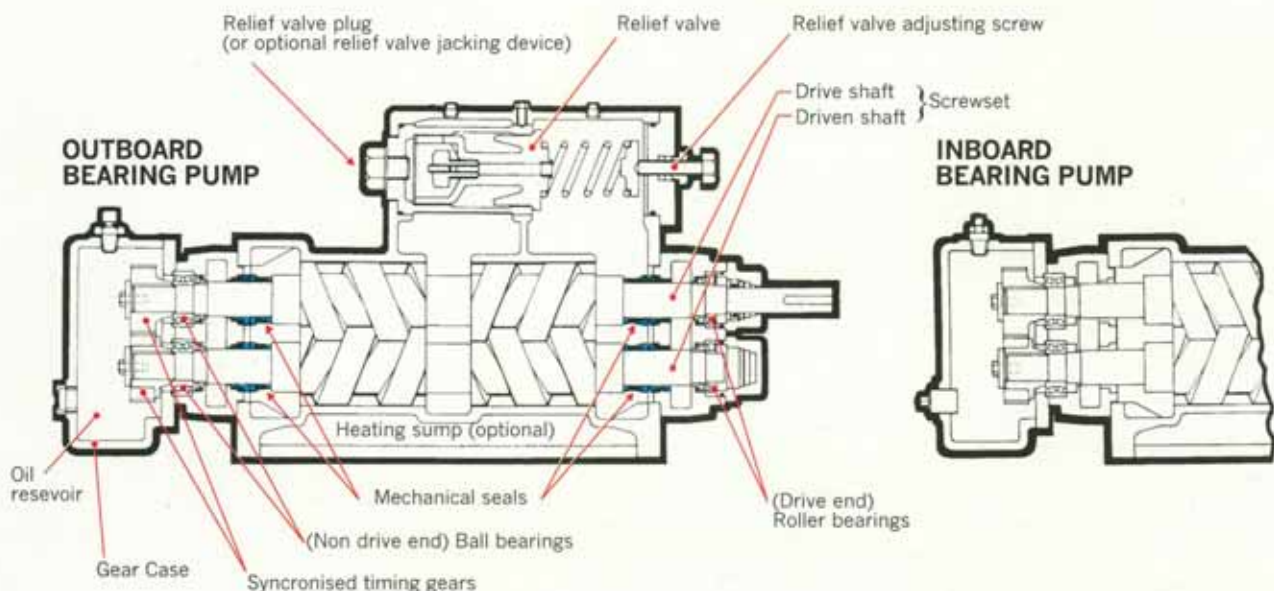 Relief valve plug
(or optional relief valve jacking device)
Relief valve
Relief valve adjusting screw
Drive shaft
Driven shaft
} Screwset
OUTBOARD
BEARING PUMP
INBOARD
BEARING PUMP
Heating sump (optional)
Oil
resevoir
Mechanical seals
(Drive end)
Roller bearings
(Non drive end) Ball bearings
Gear Case
Syncronised timing gears